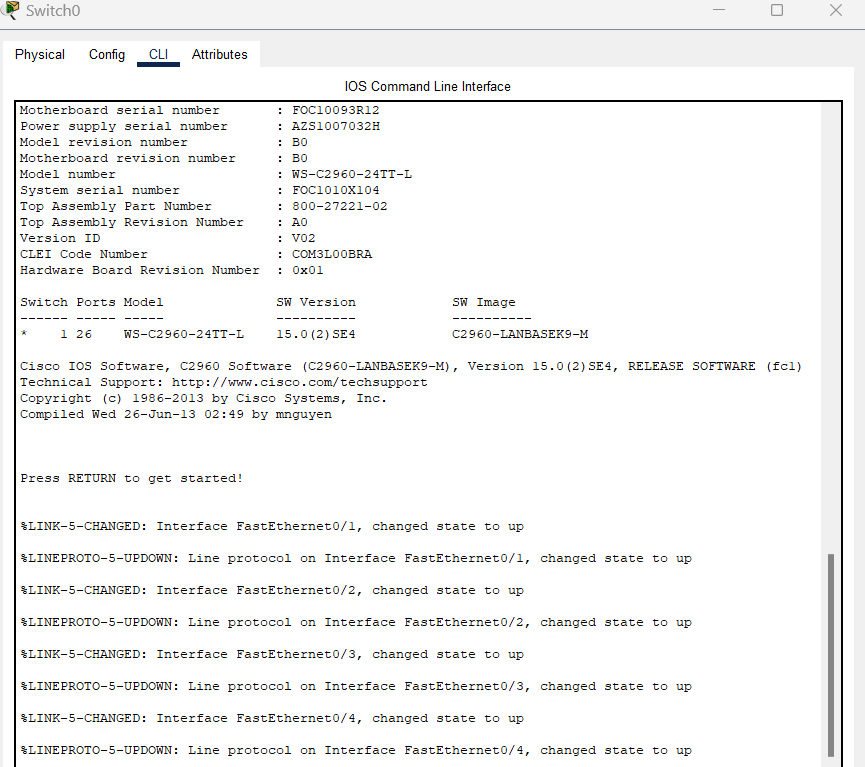 Switch0
Physical Config CLI Attributes
IOS Command Line Interface
Motherboard serial number : FOC10093R12
Power supply serial number : AZS1007032H
Model revision number : B0
Motherboard revision number : B0
Model number : WS-C2960-24TT-L
System serial number : FOC1010X104
Top Assembly Part Number : 800-27221-02
Top Assembly Revision Number : A0
Version ID : V02
CLEI Code Number : COM3L00BRA
Hardware Board Revision Number : 0x01
Switch Ports Model SW Version SW Image
------ ----- ----- ---------- ----------
* 1 26 WS-C2960-24TT-L 15.0(2)SE4 C2960-LANBASEK9-M
Cisco IOS Software, C2960 Software (C2960-LANBASEK9-M), Version 15.0(2)SE4, RELEASE SOFTWARE (fc1)
Technical Support: http://www.cisco.com/techsupport
Copyright (c) 1986-2013 by Cisco Systems, Inc.
Compiled Wed 26-Jun-13 02:49 by mnguyen
Press RETURN to get started!
%LINK-5-CHANGED: Interface FastEthernet0/1, changed state to up
%LINEPROTO-5-UPDOWN: Line protocol on Interface FastEthernet0/1, changed state to up
%LINK-5-CHANGED: Interface FastEthernet0/2, changed state to up
%LINEPROTO-5-UPDOWN: Line protocol on Interface FastEthernet0/2, changed state to up
%LINK-5-CHANGED: Interface FastEthernet0/3, changed state to up
%LINEPROTO-5-UPDOWN: Line protocol on Interface FastEthernet0/3, changed state to up
%LINK-5-CHANGED: Interface FastEthernet0/4, changed state to up
%LINEPROTO-5-UPDOWN: Line protocol on Interface FastEthernet0/4, changed state to up